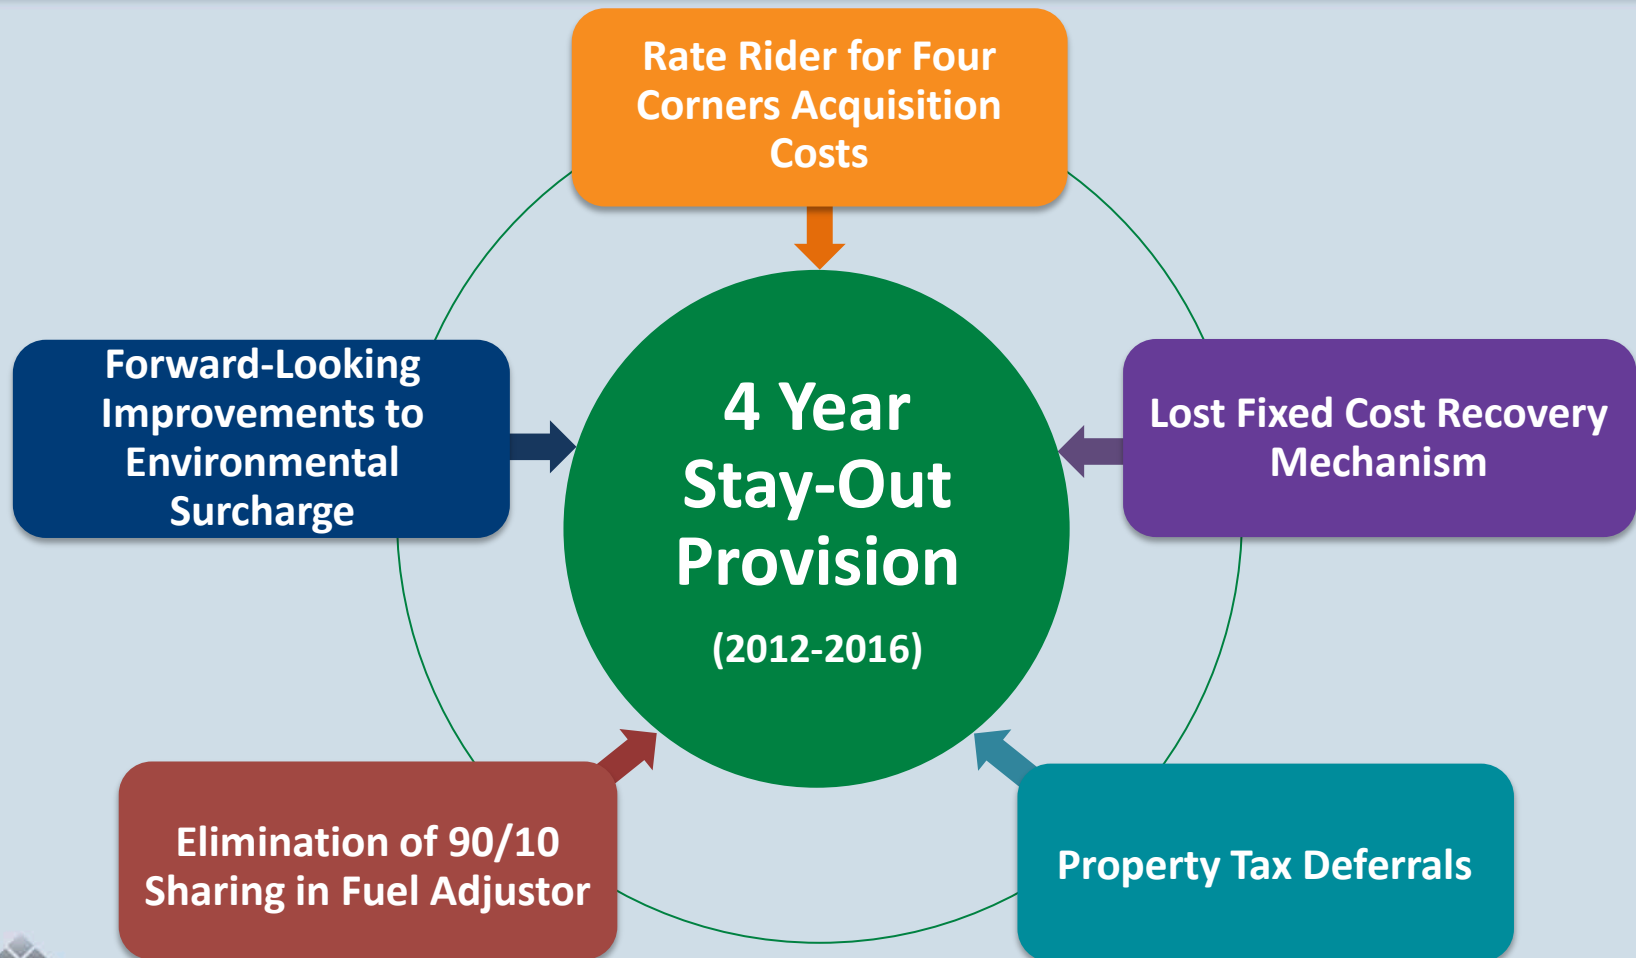 Rate Rider for Four
Corners Acquisition
Costs
Forward-Looking
Improvements to
Environmental
Surcharge
4 Year
Stay-Out
Provision
(2012-2016)
Lost Fixed Cost Recovery
Mechanism
Elimination of 90/10
Sharing in Fuel Adjustor
Property Tax Deferrals